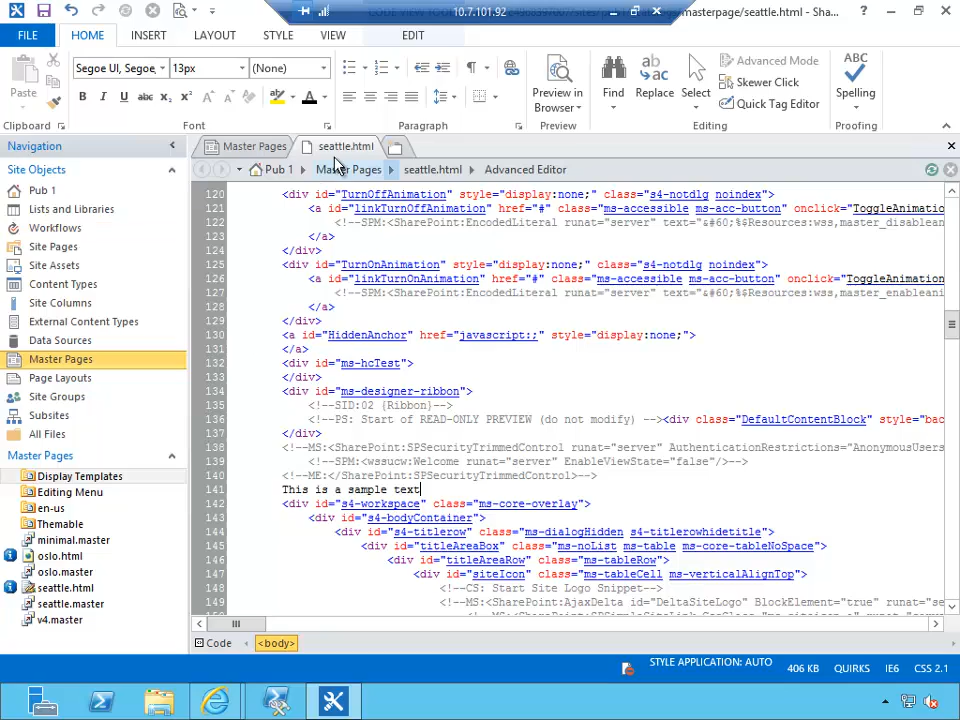 10.7.101.92
masterpage/seattle.html - Sha...
FILE
HOME
INSERT
LAYOUT
STYLE
VIEW
EDIT
Paste
Segoe UI, Segoe,
13px
(None)
B I U abc x₂ x² A A ab A
Preview in
Browser
Find
Replace
Select
Advanced Mode
Skewer Click
Quick Tag Editor
ABC
Spelling
Clipboard
Font
Paragraph
Preview
Editing
Proofing
Navigation
Master Pages
seattle.html
Site Objects
Pub 1
Master Pages
seattle.html
Advanced Editor
Pub 1
Lists and Libraries
Workflows
Site Pages
Site Assets
Content Types
Site Columns
External Content Types
Data Sources
Master Pages
Page Layouts
Site Groups
Subsites
All Files
Master Pages
Display Templates
Editing Menu
en-us
Themable
minimal.master
oslo.html
oslo.master
seattle.html
seattle.master
v4.master
120 <div id="TurnOffAnimation" style="display:none;" class="s4-notdlg noindex">
121 <a id="linkTurnOffAnimation" href="#" class="ms-accessible ms-acc-button" onclick="ToggleAnimatio
122 <!--SPM:<SharePoint:EncodedLiteral runat="server" text="&#60;%$Resources:wss,master_disablean
123 </a>
124 </div>
125 <div id="TurnOnAnimation" style="display:none;" class="s4-notdlg noindex">
126 <a id="linkTurnOnAnimation" href="#" class="ms-accessible ms-acc-button" onclick="ToggleAnimation
127 <!--SPM:<SharePoint:EncodedLiteral runat="server" text="&#60;%$Resources:wss,master_enableani
128 </a>
129 </div>
130 <a id="HiddenAnchor" href="javascript:;" style="display:none;">
131 </a>
132 <div id="ms-hcTest">
133 </div>
134 <div id="ms-designer-ribbon">
135 <!--SID:02 {Ribbon}-->
136 <!--PS: Start of READ-ONLY PREVIEW (do not modify) --><div class="DefaultContentBlock" style="bac
137 </div>
138 <!--MS:<SharePoint:SPSecurityTrimmedControl runat="server" AuthenticationRestrictions="AnonymousUsers
139 <!--SPM:<wssucw:Welcome runat="server" EnableViewState="false"/>-->
140 <!--ME:</SharePoint:SPSecurityTrimmedControl>-->
141 This is a sample text
142 <div id="s4-workspace" class="ms-core-overlay">
143 <div id="s4-bodyContainer">
144 <div id="s4-titlerow" class="ms-dialogHidden s4-titlerowhidetitle">
145 <div id="titleAreaBox" class="ms-noList ms-table ms-core-tableNoSpace">
146 <div id="titleAreaRow" class="ms-tableRow">
147 <div id="siteIcon" class="ms-tableCell ms-verticalAlignTop">
148 <!--CS: Start Site Logo Snippet-->
149 <!--MS:<SharePoint:AjaxDelta id="DeltaSiteLogo" BlockElement="true" runat="se
Code
<body>
STYLE APPLICATION: AUTO
406 KB
QUIRKS
IE6
CSS 2.1